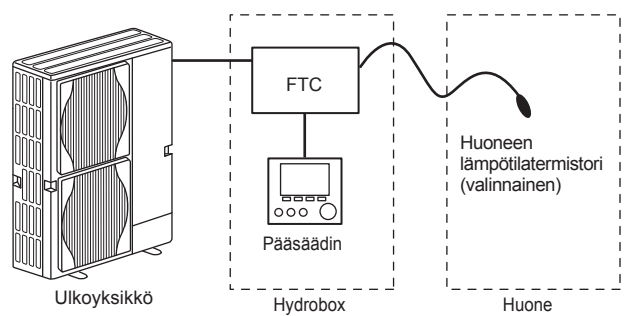 FTC
Huoneen
lämpötilatermistori
(valinnainen)
Pääsäädin
Ulkoyksikkö
Hydrobox
Huone